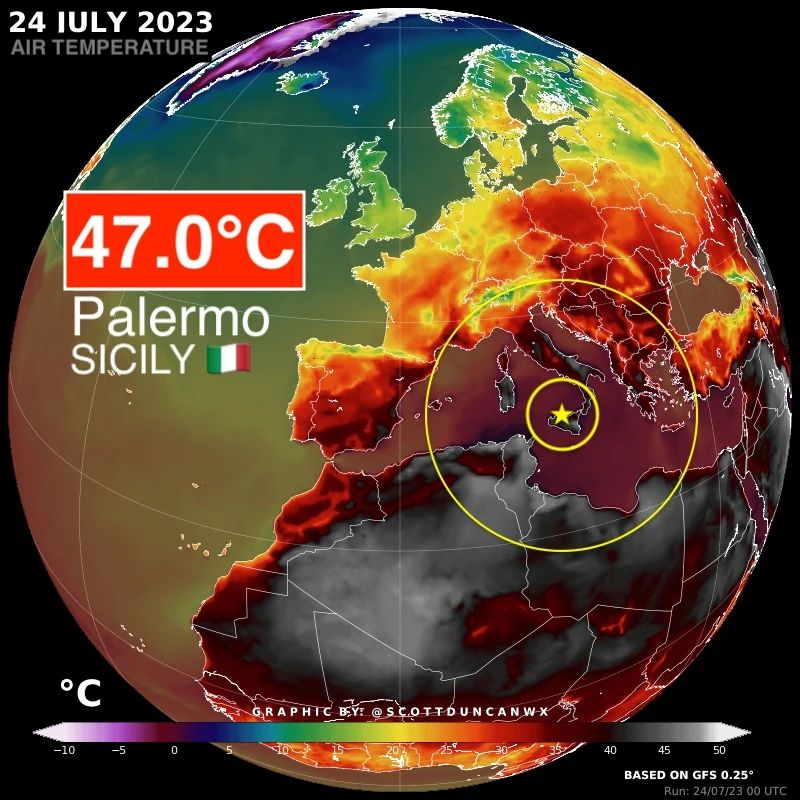 24 JULY 2023
AIR TEMPERATURE
47.0°C
Palermo
SICILY 🇮🇹
°C
GRAPHIC BY: @SCOTTDUNCANWX
−10 −5 0 5 10 15 20 25 30 35 40 45 50
BASED ON GFS 0.25°
Run: 24/07/23 00 UTC